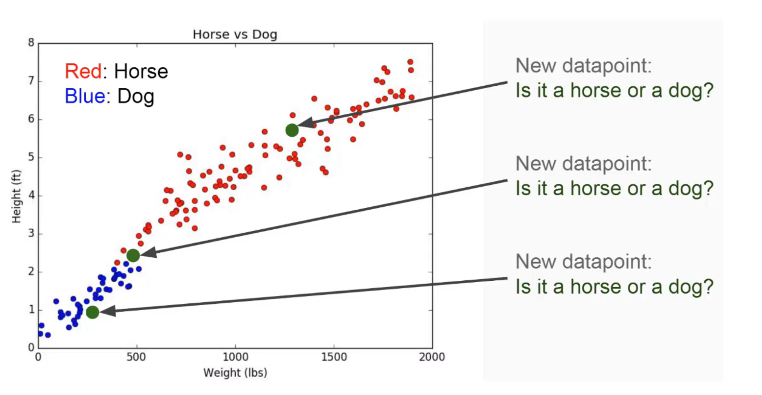 Horse vs Dog
Red: Horse
Blue: Dog
8
7
6
5
4
3
2
1
0
Height (ft)
0
500
1000
1500
2000
Weight (lbs)
New datapoint:
Is it a horse or a dog?
New datapoint:
Is it a horse or a dog?
New datapoint:
Is it a horse or a dog?